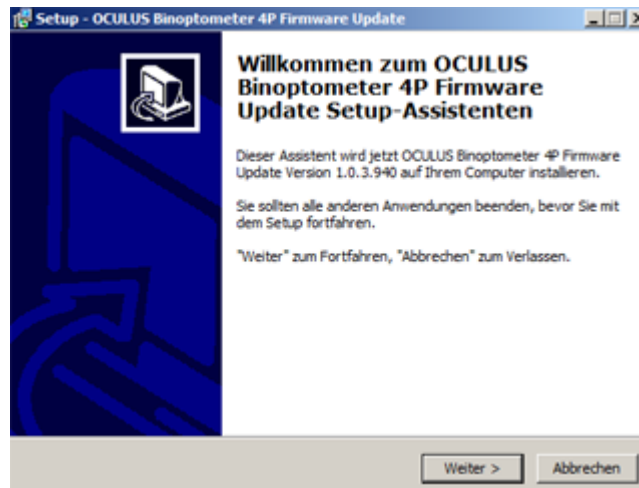 Setup - OCULUS Binoptometer 4P Firmware Update
Willkommen zum OCULUS
Binoptometer 4P Firmware
Update Setup-Assistenten
Dieser Assistent wird jetzt OCULUS Binoptometer 4P Firmware
Update Version 1.0.3.940 auf Ihrem Computer installieren.
Sie sollten alle anderen Anwendungen beenden, bevor Sie mit
dem Setup fortfahren.
"Weiter" zum Fortfahren, "Abbrechen" zum Verlassen.
Weiter >
Abbrechen